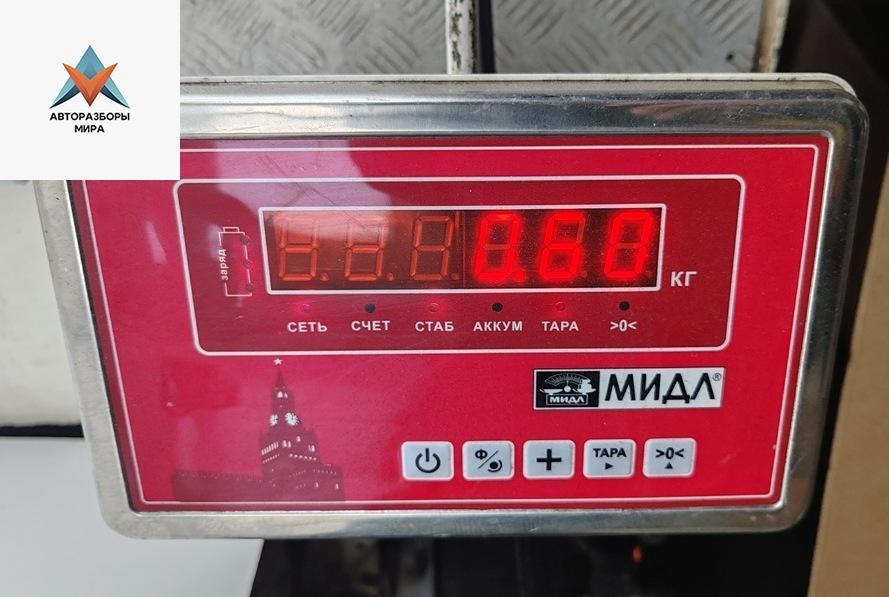 АВТОРАЗБОРЫ
МИРА
заряд
0.60
КГ
СЕТЬ СЧЕТ СТАБ АККУМ ТАРА >0<
МИДЛ МИДЛ®
Ф ТАРА >0<